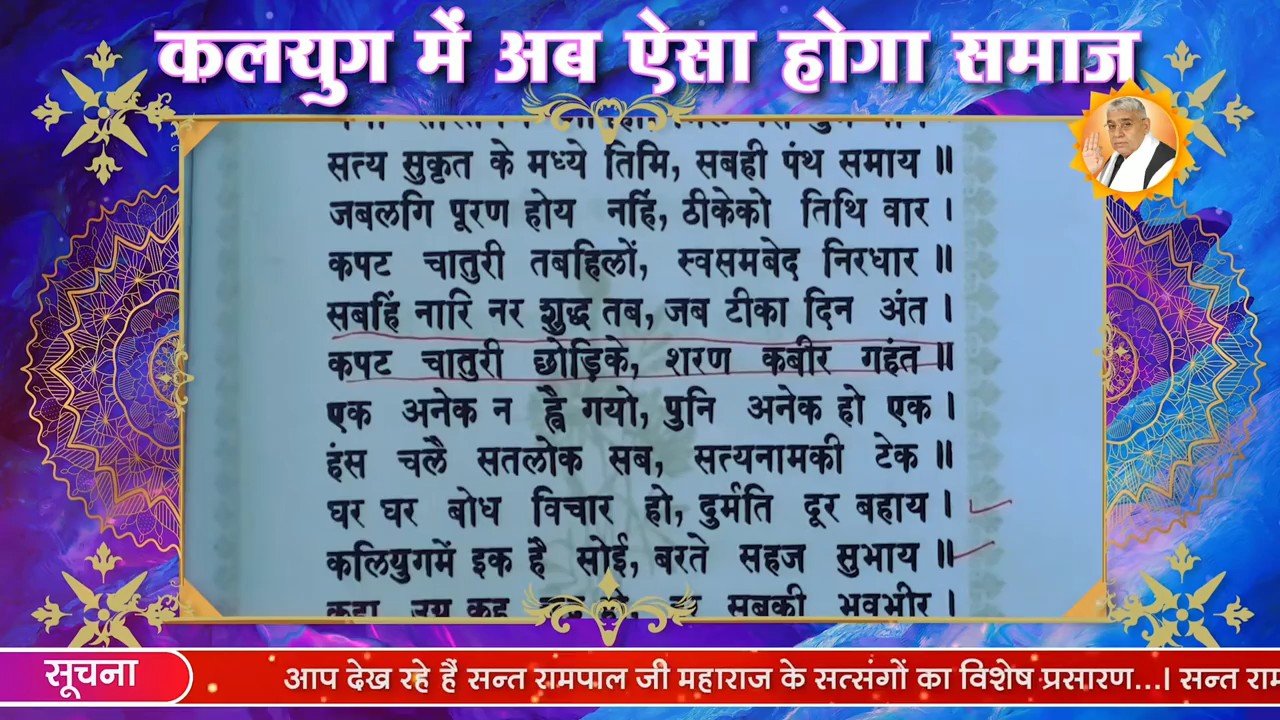 कलयुग में अब ऐसा होगा समाज
सत्य सुकृत के मध्ये तिमि, सबही पंथ समाय ॥
जबलगि पूरण होय नहिं, ठीकेको तिथि वार ।
कपट चातुरी तबहिलों, स्वसमबेद निरधार ॥
सबहिं नारि नर शुद्ध तब, जब टीका दिन अंत ।
कपट चातुरी छोड़िके, शरण कबीर गहंत ॥
एक अनेक न ह्वै गयो, पुनि अनेक हो एक ।
हंस चलै सतलोक सब, सत्यनामकी टेक ॥
घर घर बोध विचार हो, दुर्मति दूर बहाय ।
कलियुगमें इक है सोई, बरते सहज सुभाय ॥
सबकी भवभीर ।
सूचना
आप देख रहे हैं सन्त रामपाल जी महाराज के सत्संगों का विशेष प्रसारण...। सन्त राम